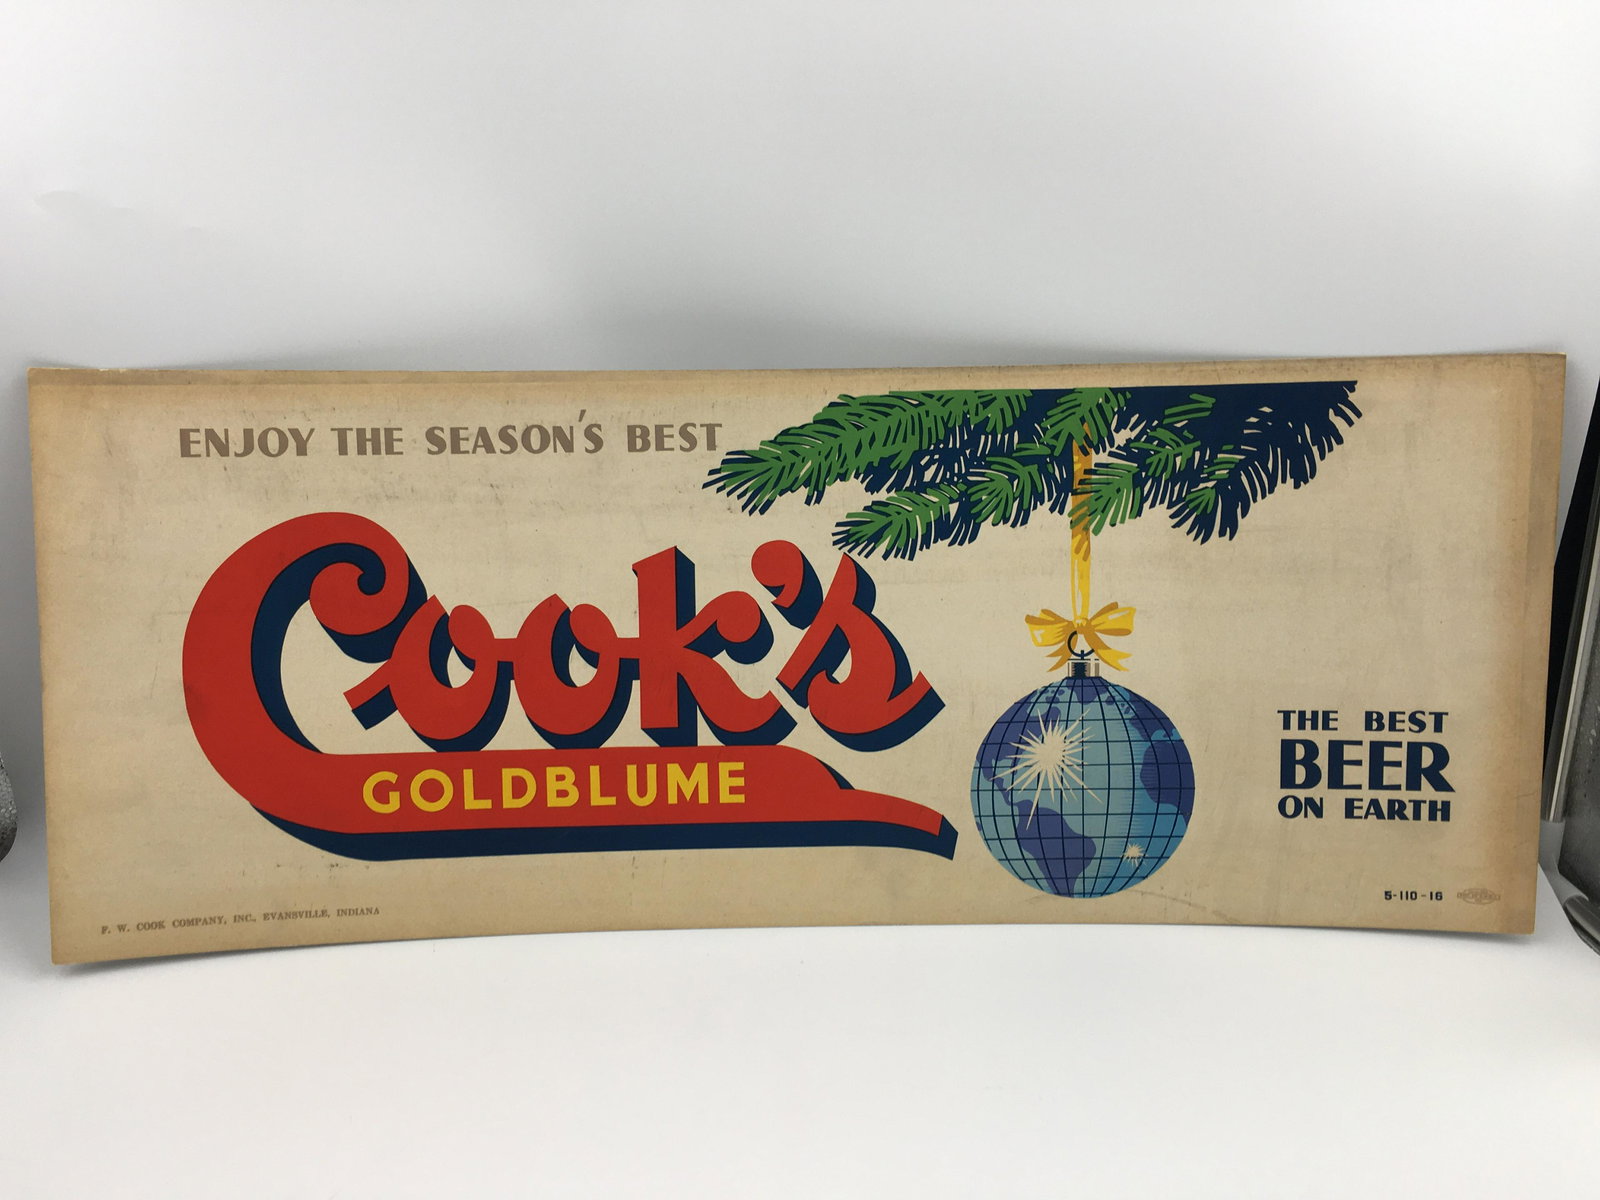 ENJOY THE SEASON'S BEST
Cook's
GOLDBLUME
THE BEST
BEER
ON EARTH
5-110-16
F. W. COOK COMPANY, INC., EVANSVILLE, INDIANA